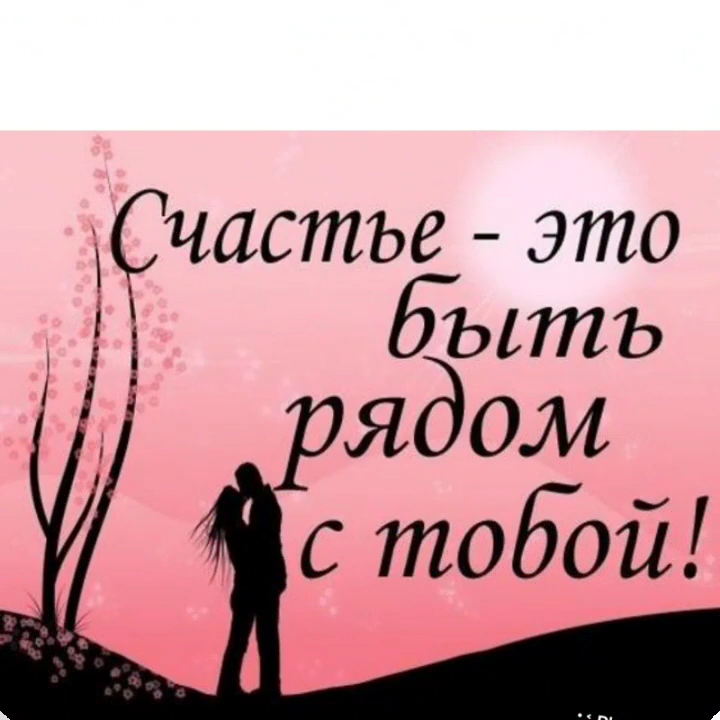 Счастье - это
быть
рядом
с тобой!